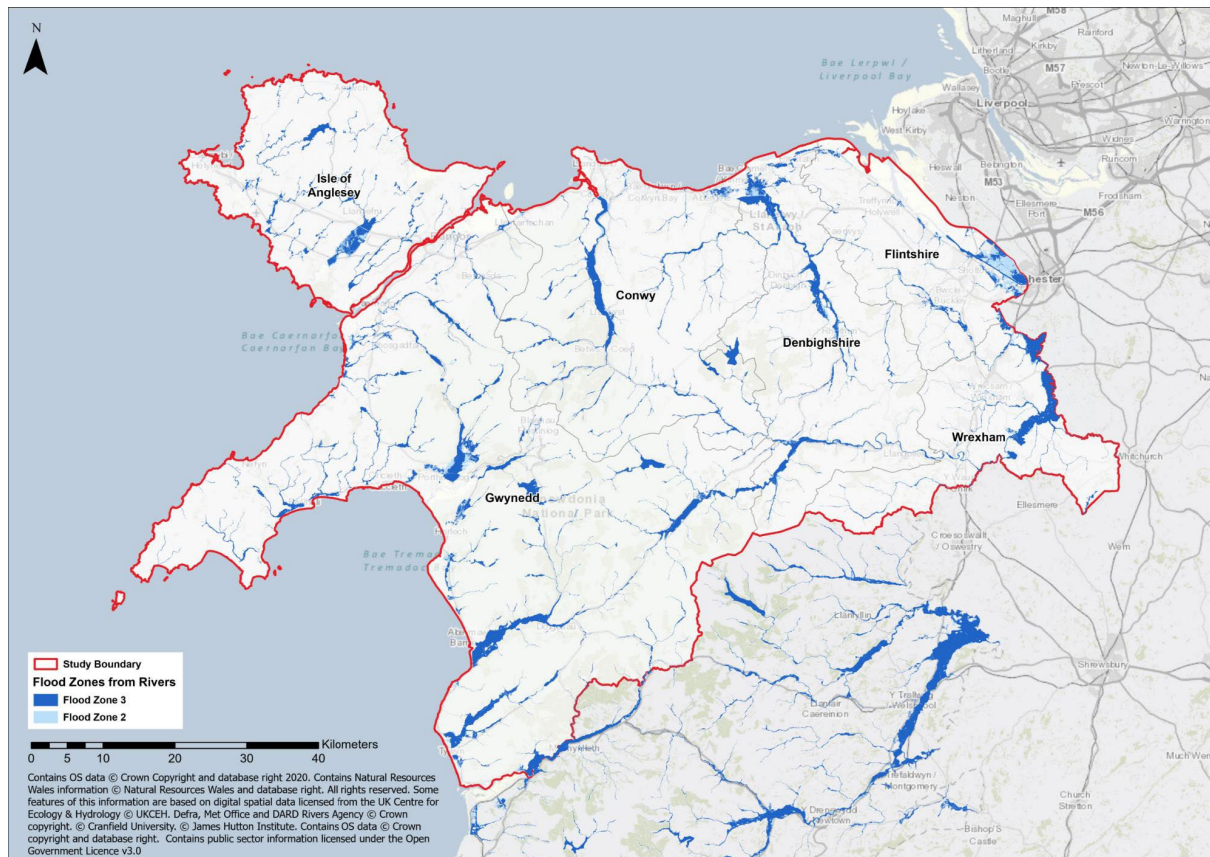 N
M58
Maghull
Rainford
Litherland
Kirkby
Bootle
M57
Newton-Le-Willows
Bae Lerpwl /
Liverpool Bay
Wallasey
Prescot
Hoylake
Liverpool
Warrington
West Kirby
Widnes
Bebington
Runcorn
Heswall
M53
Frodsham
Neston
Ellesmere
Port
M56
Isle of
Anglesey
Colwyn Bay
St Asaph
Holywell
Flintshire
Buckley
Conwy
Denbighshire
Bae Caernarfon
Caernarfon Bay
Wrexham
Whitchurch
Nefyn
Gwynedd
National Park
Harlech
Ellesmere
Croesoswallt
/ Oswestry
Wem
Bae Tremadog
Tremadoc Bay
Llanfyllin
Shrewsbury
Y Trallwng
/ Welshpool
Llanfair
Caereinion
Trefaldwyn /
Montgomery
Much Wenlock
Church
Stretton
Y Drenewydd
Newtown
Bishop'S
Castle
Study Boundary
Flood Zones from Rivers
Flood Zone 3
Flood Zone 2
Kilometers
0 5 10 20 30 40
Contains OS data © Crown Copyright and database right 2020. Contains Natural Resources
Wales information © Natural Resources Wales and database right. All rights reserved. Some
features of this information are based on digital spatial data licensed from the UK Centre for
Ecology & Hydrology © UKCEH. Defra, Met Office and DARD Rivers Agency © Crown
copyright. © Cranfield University. © James Hutton Institute. Contains OS data © Crown
copyright and database right. Contains public sector information licensed under the Open
Government Licence v3.0